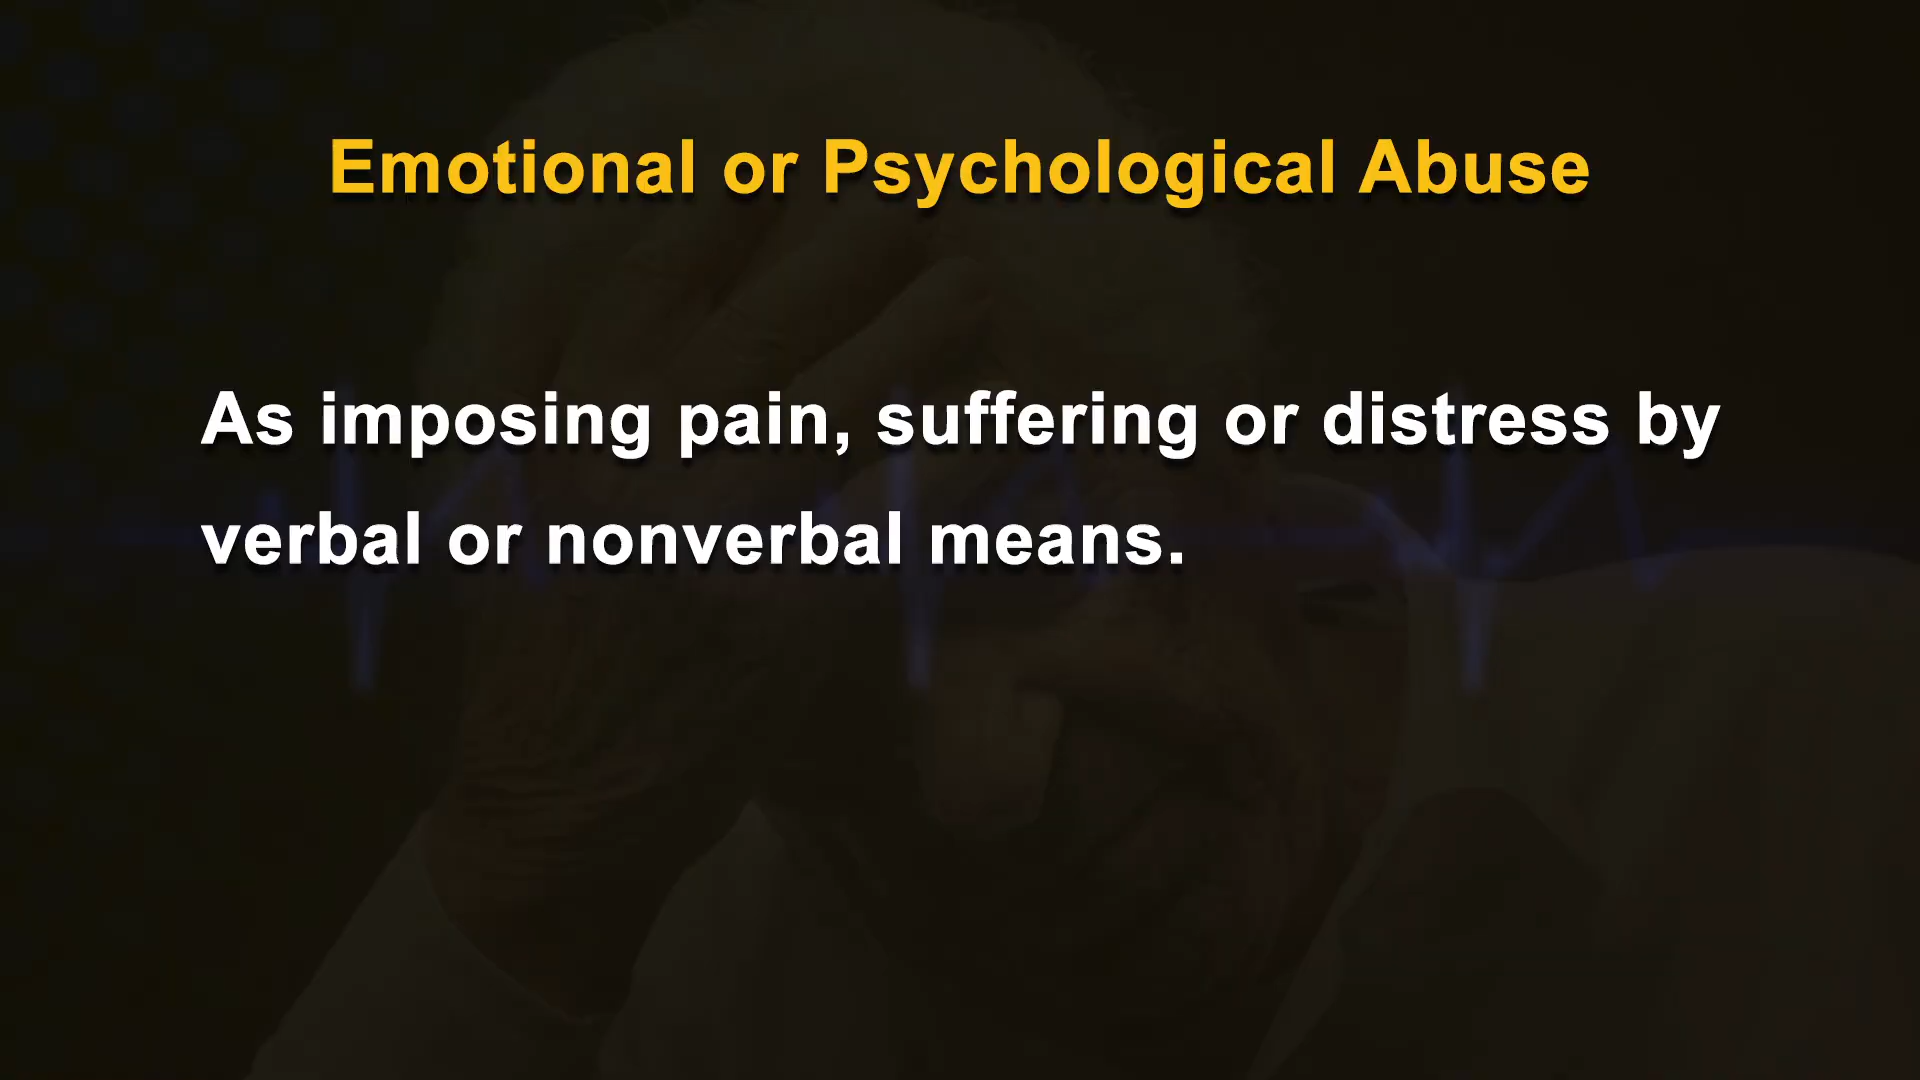 Emotional or Psychological Abuse
As imposing pain, suffering or distress by
verbal or nonverbal means.